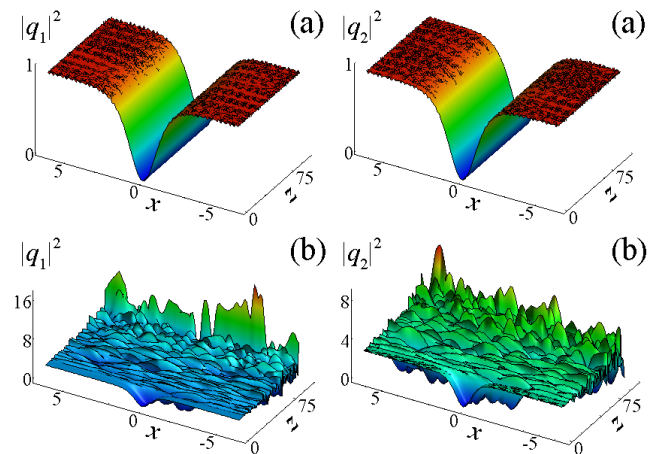 |q₁|² (a) |q₂|² (a)
1 1
0 0
5 0 -5 0 75 5 0 -5 0 75
x z x z
|q₁|² (b) |q₂|² (b)
16 8
8 4
0 0
5 0 -5 0 75 5 0 -5 0 75
x z x z